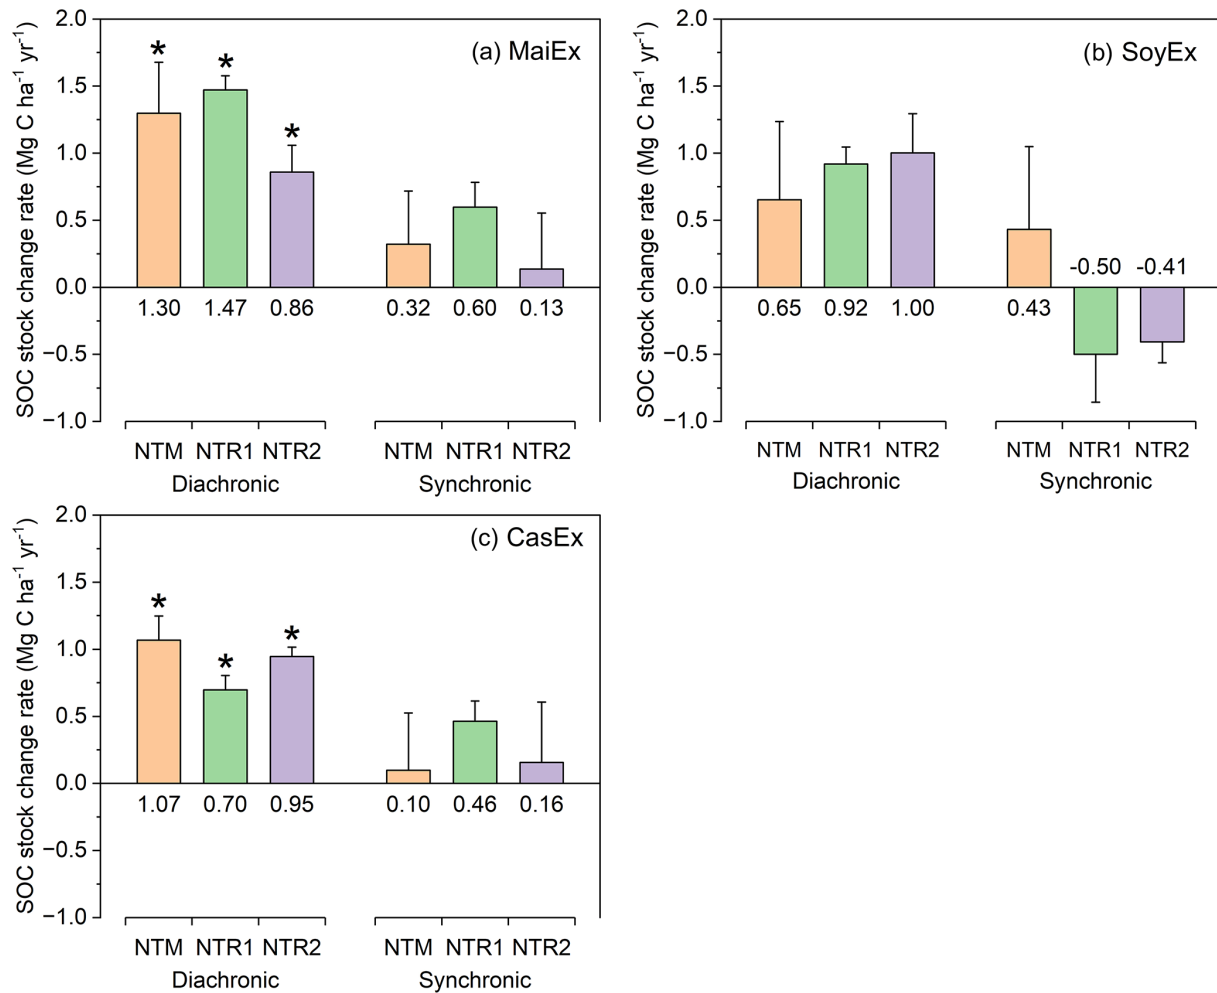 SOC stock change rate (Mg C ha⁻¹ yr⁻¹)
(a) MaiEx
2.0
1.5
1.0
0.5
0.0
−0.5
−1.0
* * *
1.30 1.47 0.86 0.32 0.60 0.13
NTM NTR1 NTR2 NTM NTR1 NTR2
Diachronic Synchronic
SOC stock change rate (Mg C ha⁻¹ yr⁻¹)
(b) SoyEx
2.0
1.5
1.0
0.5
0.0
−0.5
−1.0
-0.50 -0.41
0.65 0.92 1.00 0.43
NTM NTR1 NTR2 NTM NTR1 NTR2
Diachronic Synchronic
SOC stock change rate (Mg C ha⁻¹ yr⁻¹)
(c) CasEx
2.0
1.5
1.0
0.5
0.0
−0.5
−1.0
* * *
1.07 0.70 0.95 0.10 0.46 0.16
NTM NTR1 NTR2 NTM NTR1 NTR2
Diachronic Synchronic